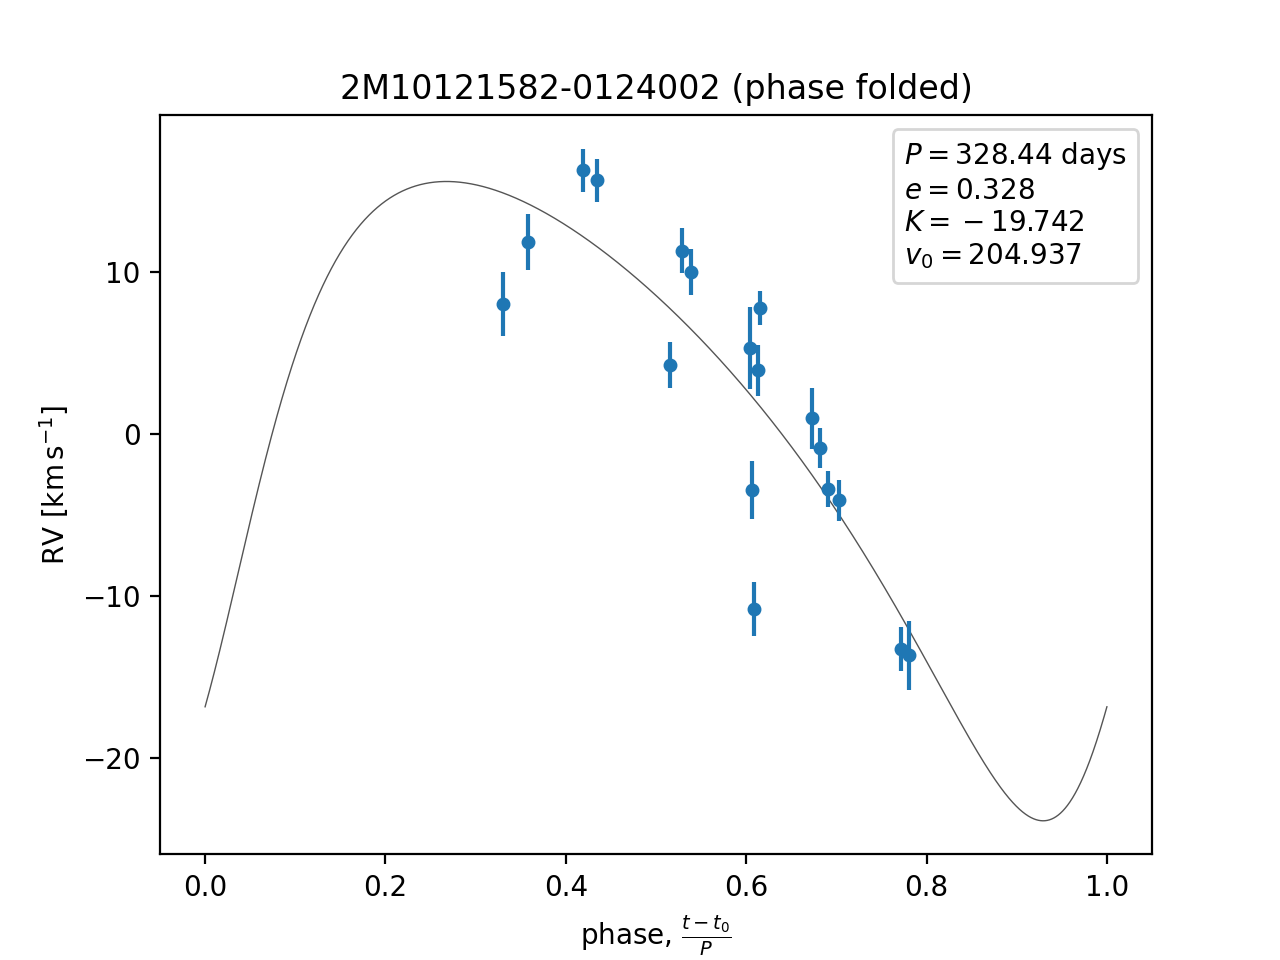 2M10121582-0124002 (phase folded)
P = 328.44 days
e = 0.328
K = −19.742
v₀ = 204.937
RV [km s⁻¹]
10
0
−10
−20
0.0 0.2 0.4 0.6 0.8 1.0
phase, (t − t₀)/P